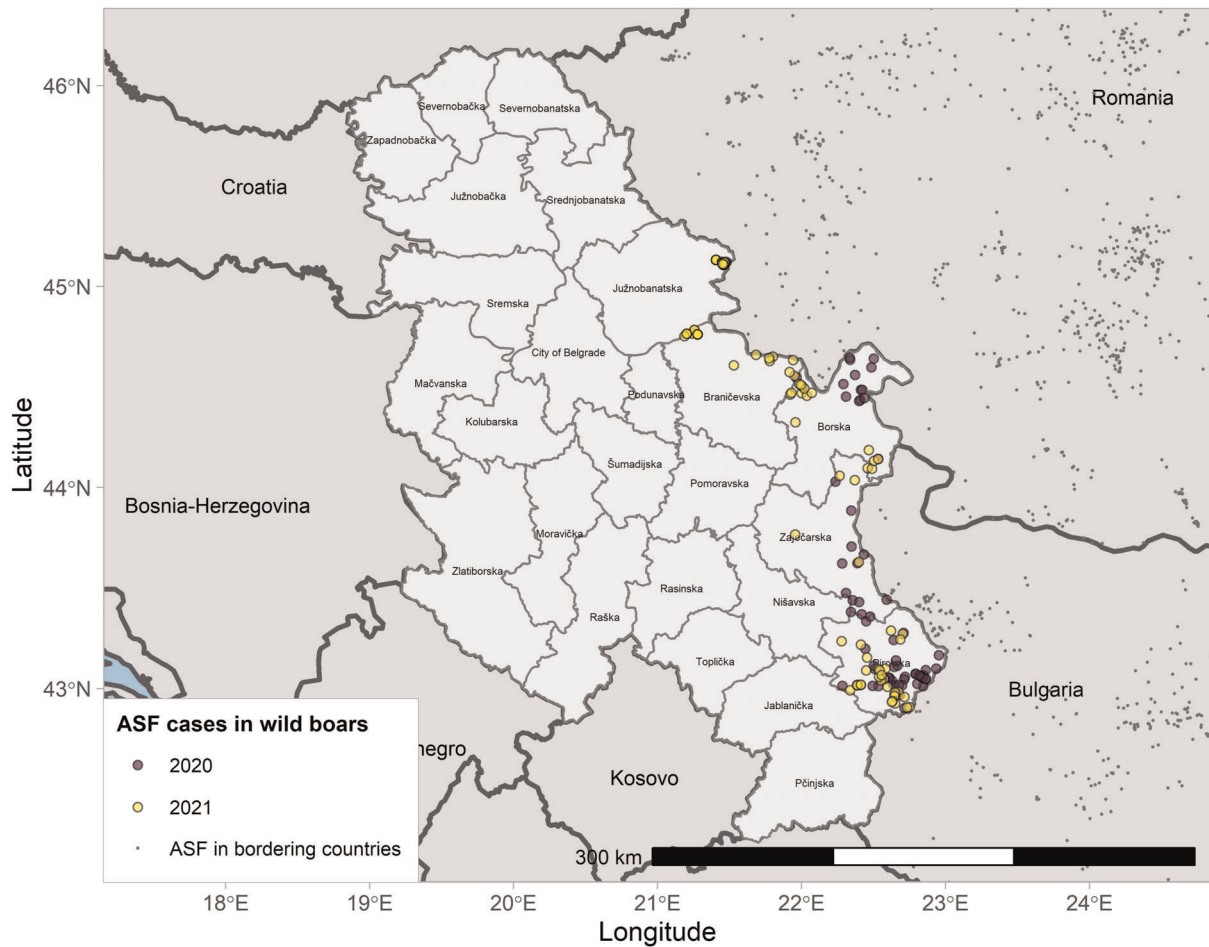 46°N
45°N
44°N
43°N
Latitude
Romania
Severnobačka
Severnobanatska
Zapadnobačka
Croatia
Južnobačka
Srednjobanatska
Južnobanatska
Sremska
City of Belgrade
Mačvanska
Podunavska
Braničevska
Kolubarska
Borska
Šumadijska
Pomoravska
Bosnia-Herzegovina
Moravička
Zaječarska
Zlatiborska
Rasinska
Nišavska
Raška
Toplička
Pirotska
Bulgaria
Jablanička
negro
Kosovo
Pčinjska
ASF cases in wild boars
2020
2021
ASF in bordering countries
300 km
18°E
19°E
20°E
21°E
22°E
23°E
24°E
Longitude